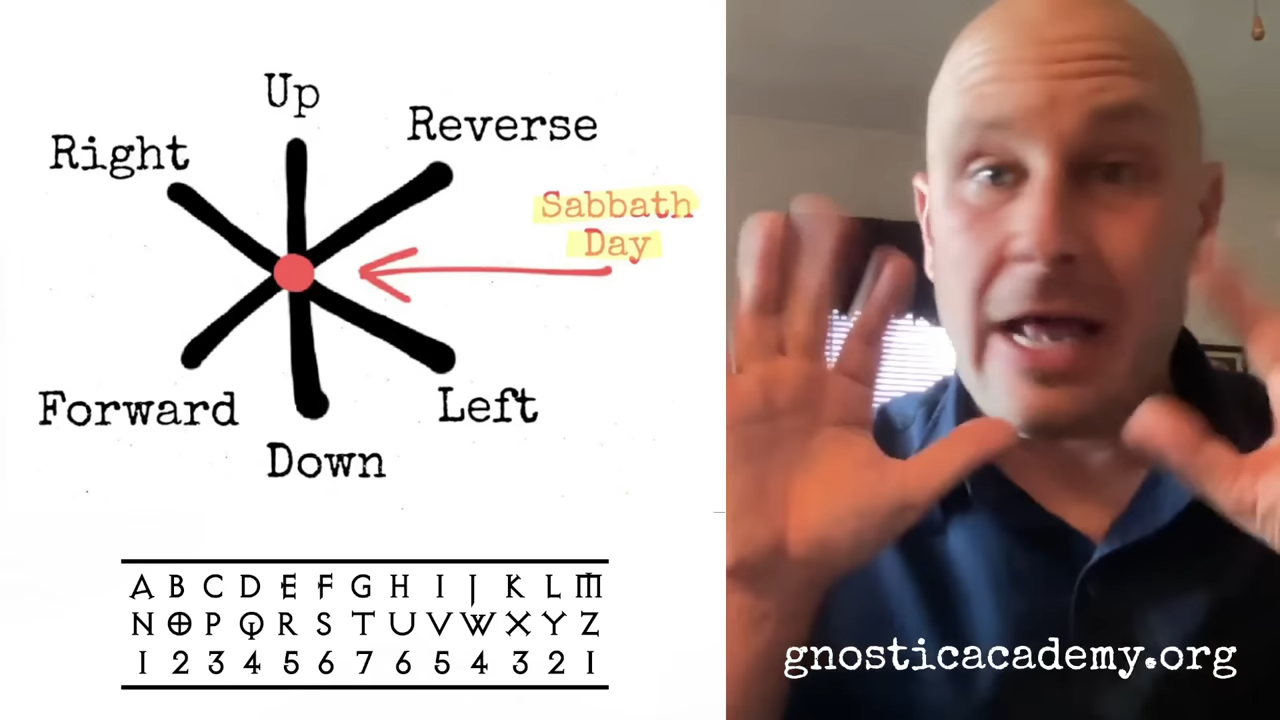 Up
Reverse
Right
Sabbath
Day
Forward
Left
Down
A B C D E F G H I J K L M
N O P Q R S T U V W X Y Z
1 2 3 4 5 6 7 6 5 4 3 2 1
gnosticacademy.org